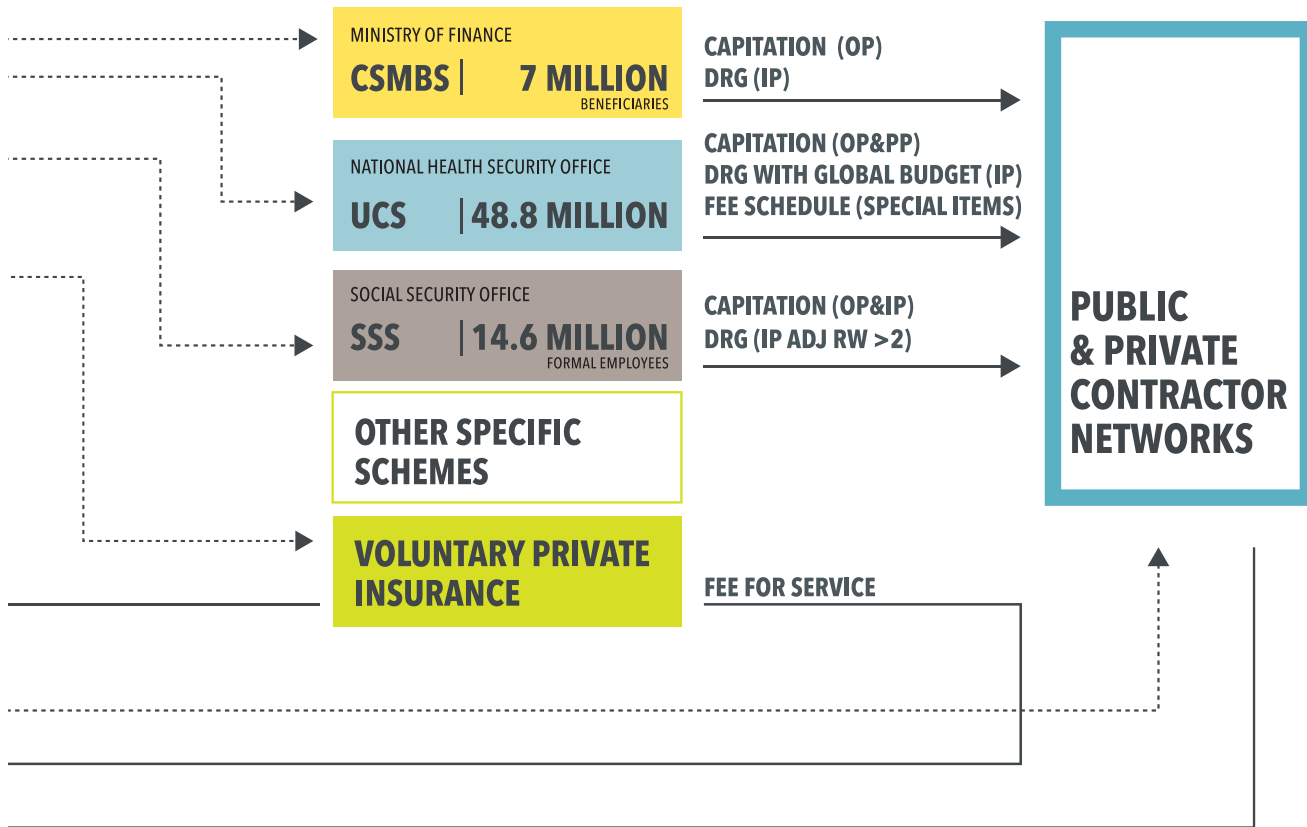 MINISTRY OF FINANCE
CSMBS | 7 MILLION
BENEFICIARIES
CAPITATION (OP)
DRG (IP)
NATIONAL HEALTH SECURITY OFFICE
UCS | 48.8 MILLION
CAPITATION (OP&PP)
DRG WITH GLOBAL BUDGET (IP)
FEE SCHEDULE (SPECIAL ITEMS)
SOCIAL SECURITY OFFICE
SSS | 14.6 MILLION
FORMAL EMPLOYEES
CAPITATION (OP&IP)
DRG (IP ADJ RW >2)
OTHER SPECIFIC
SCHEMES
VOLUNTARY PRIVATE
INSURANCE
FEE FOR SERVICE
PUBLIC
& PRIVATE
CONTRACTOR
NETWORKS